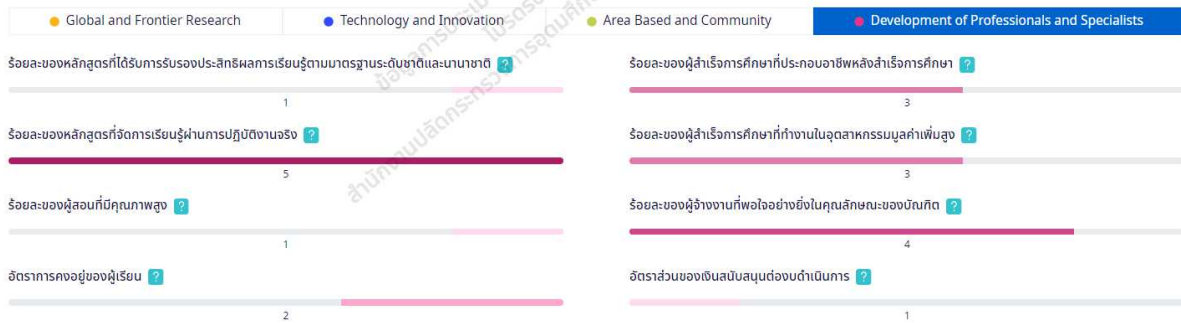 Global and Frontier Research
Technology and Innovation
Area Based and Community
Development of Professionals and Specialists
ร้อยละของหลักสูตรที่ได้รับการรับรองประสิทธิผลการเรียนรู้ตามมาตรฐานระดับชาติและนานาชาติ ?
1
ร้อยละของหลักสูตรที่จัดการเรียนรู้ผ่านการปฏิบัติงานจริง ?
5
ร้อยละของผู้สอนที่มีคุณภาพสูง ?
1
อัตราการคงอยู่ของผู้เรียน ?
2
ร้อยละของผู้สำเร็จการศึกษาที่ประกอบอาชีพหลังสำเร็จการศึกษา ?
3
ร้อยละของผู้สำเร็จการศึกษาที่ทำงานในอุตสาหกรรมมูลค่าเพิ่มสูง ?
3
ร้อยละของผู้จ้างงานที่พอใจอย่างยิ่งในคุณลักษณะของบัณฑิต ?
4
อัตราส่วนของเงินสนับสนุนต่องบดำเนินการ ?
1